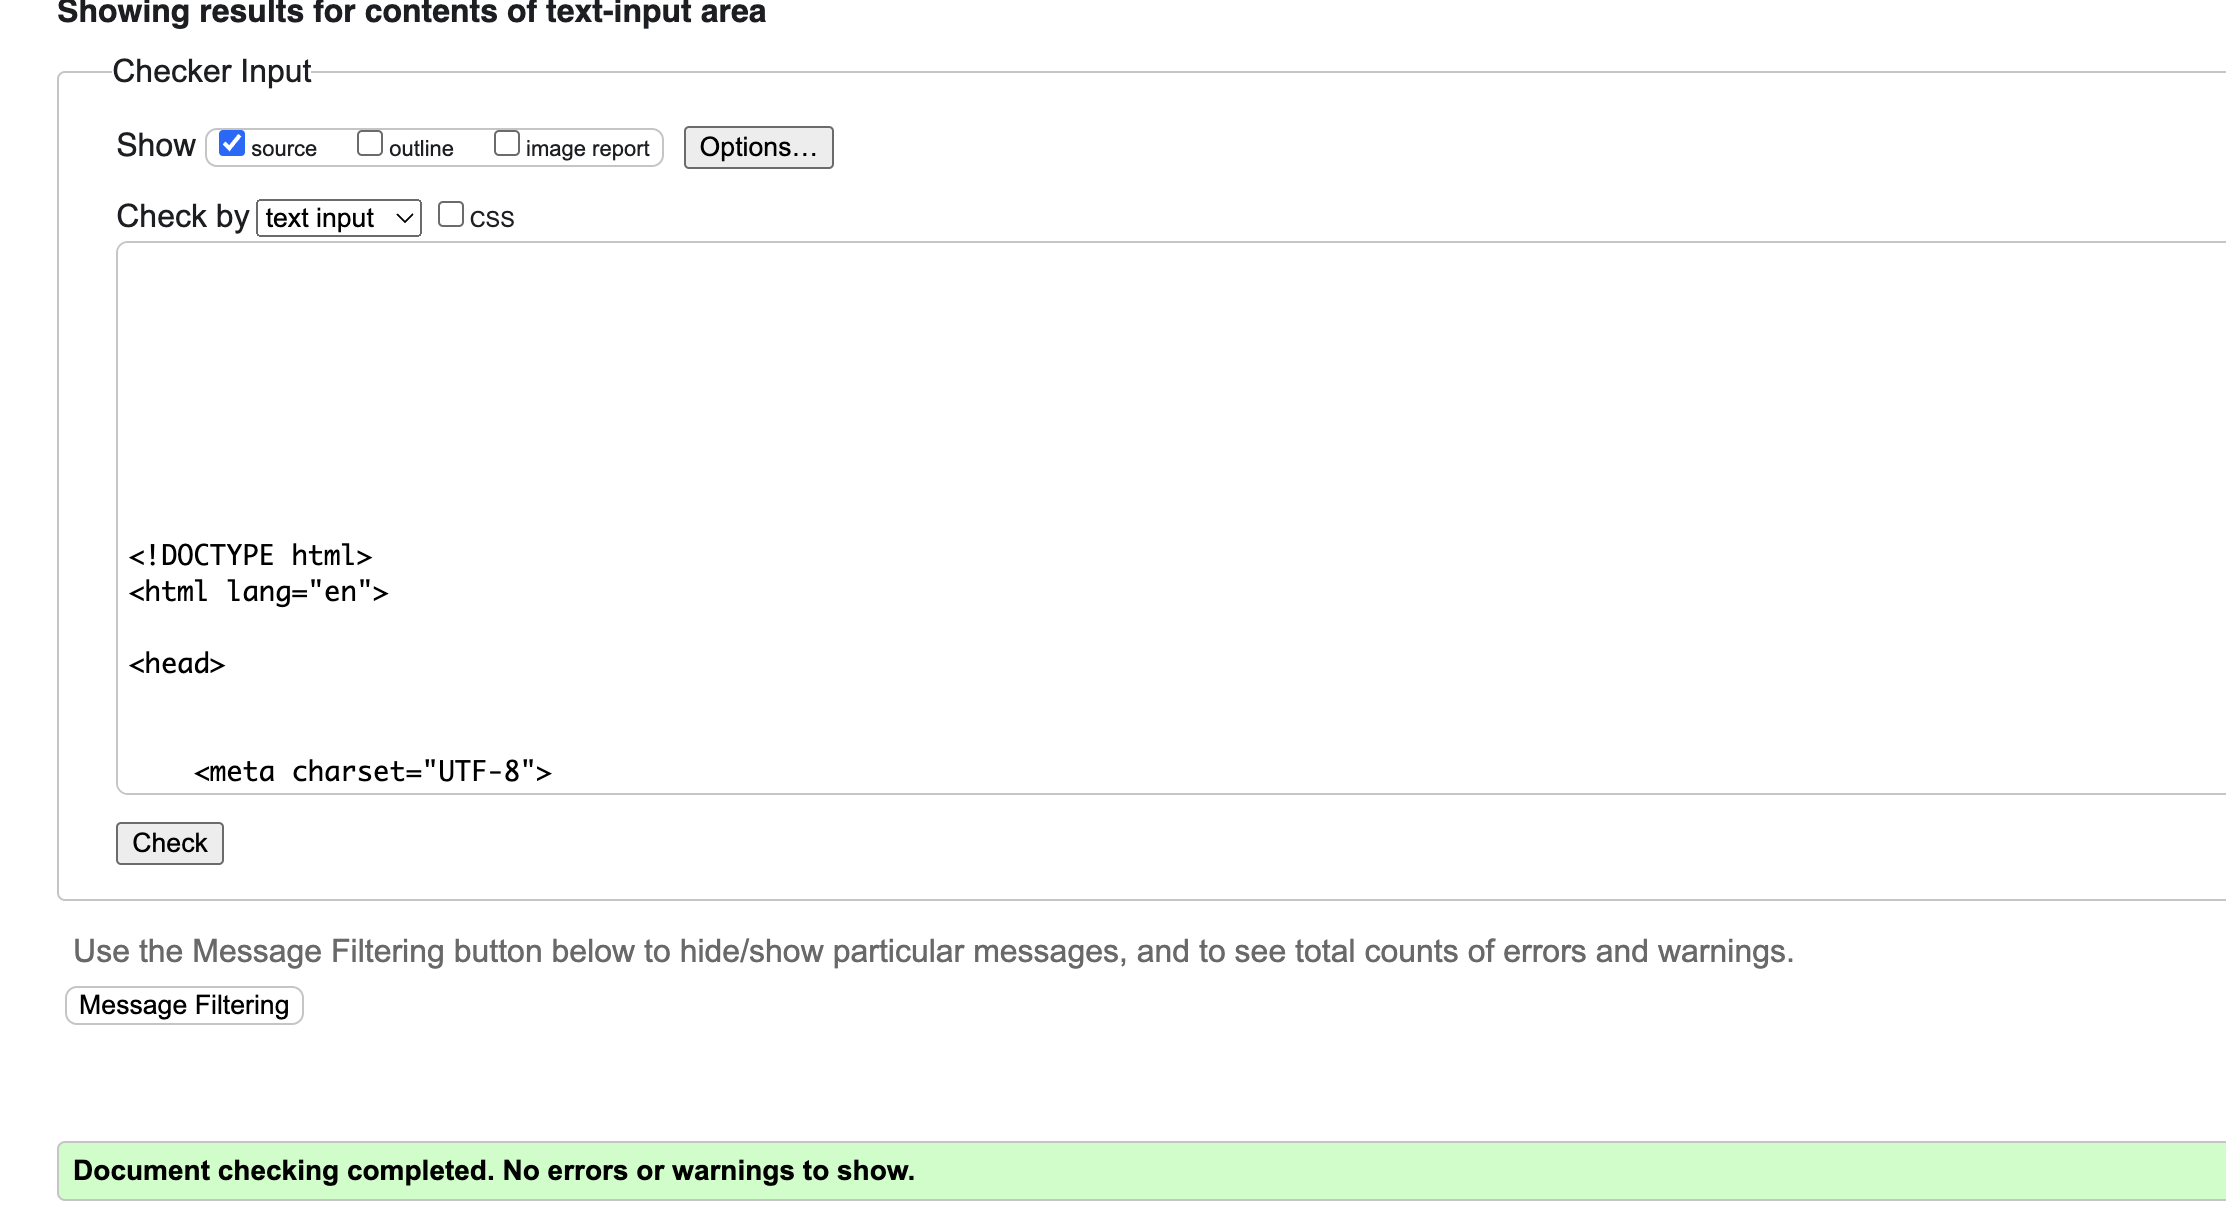 Showing results for contents of text-input area
Checker Input
Show source outline image report Options…
Check by text input CSS
<!DOCTYPE html>
<html lang="en">
<head>
<meta charset="UTF-8">
Check
Use the Message Filtering button below to hide/show particular messages, and to see total counts of errors and warnings.
Message Filtering
Document checking completed. No errors or warnings to show.